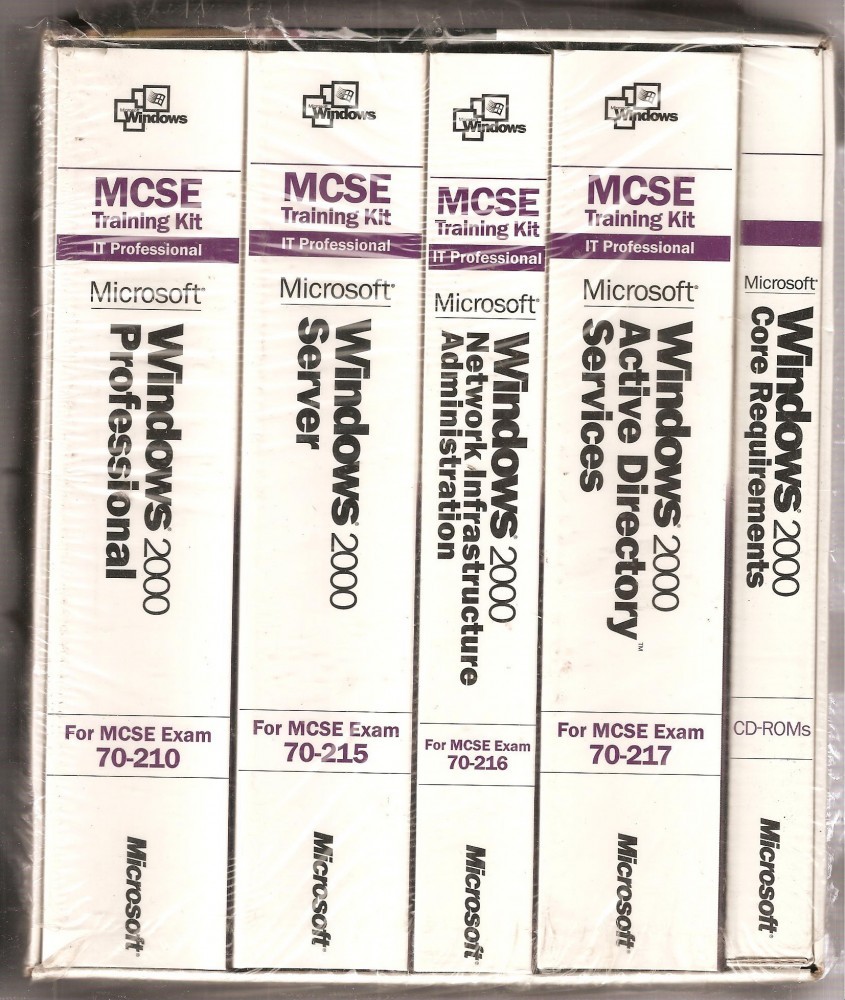 Microsoft
Windows
MCSE
Training Kit
IT Professional
Microsoft®
Windows® 2000
Professional
For MCSE Exam
70-210
Microsoft®
Windows
MCSE
Training Kit
IT Professional
Microsoft®
Windows® 2000
Server
For MCSE Exam
70-215
Microsoft®
Windows
MCSE
Training Kit
IT Professional
Microsoft®
Windows® 2000
Network Infrastructure
Administration
For MCSE Exam
70-216
Microsoft®
Windows
MCSE
Training Kit
IT Professional
Microsoft®
Windows® 2000
Active Directory™
Services
For MCSE Exam
70-217
Microsoft®
Microsoft®
Windows® 2000
Core Requirements
CD-ROMs
Microsoft®